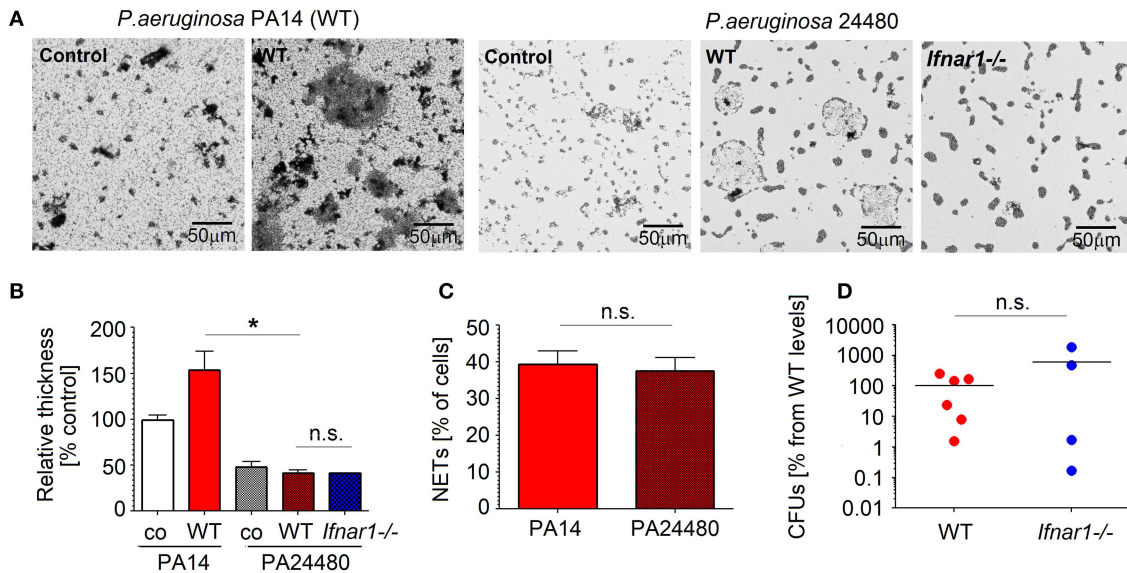 A
P.aeruginosa PA14 (WT)
P.aeruginosa 24480
Control
WT
Control
WT
Ifnar1-/-
50µm
50µm
50µm
50µm
50µm
B
Relative thickness
[% control]
200
150
100
50
0
*
n.s.
co
WT
co
WT
Ifnar1-/-
PA14
PA24480
C
NETs [% of cells]
50
40
30
20
10
0
n.s.
PA14
PA24480
D
CFUs [% from WT levels]
n.s.
10000
1000
100
10
1
0.1
0.01
WT
Ifnar1-/-